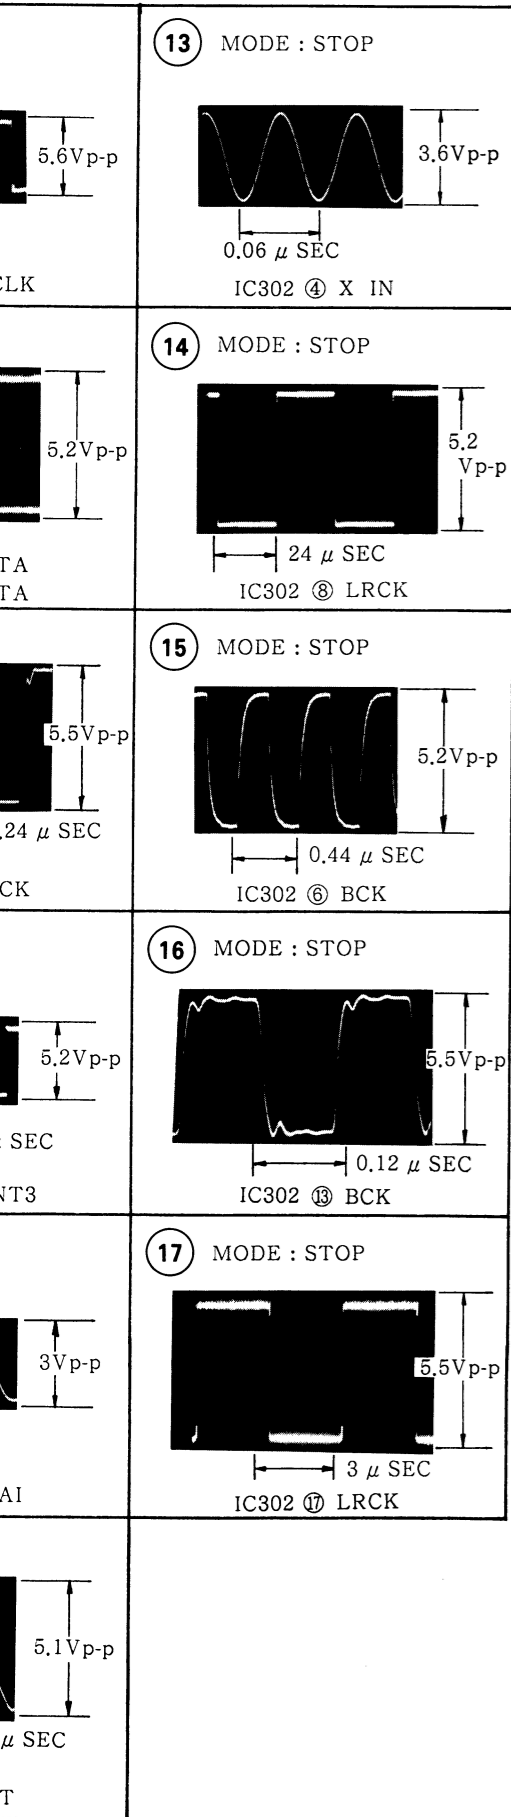 5.6Vp-p
CLK
5.2Vp-p
TA
TA
5.5Vp-p
.24 μ SEC
CK
5.2Vp-p
SEC
NT3
3Vp-p
AI
5.1Vp-p
μ SEC
T
13 MODE : STOP
3.6Vp-p
0.06 μ SEC
IC302 ④ X IN
14 MODE : STOP
5.2
Vp-p
24 μ SEC
IC302 ⑧ LRCK
15 MODE : STOP
5.2Vp-p
0.44 μ SEC
IC302 ⑥ BCK
16 MODE : STOP
5.5Vp-p
0.12 μ SEC
IC302 ⑬ BCK
17 MODE : STOP
5.5Vp-p
3 μ SEC
IC302 ⑰ LRCK